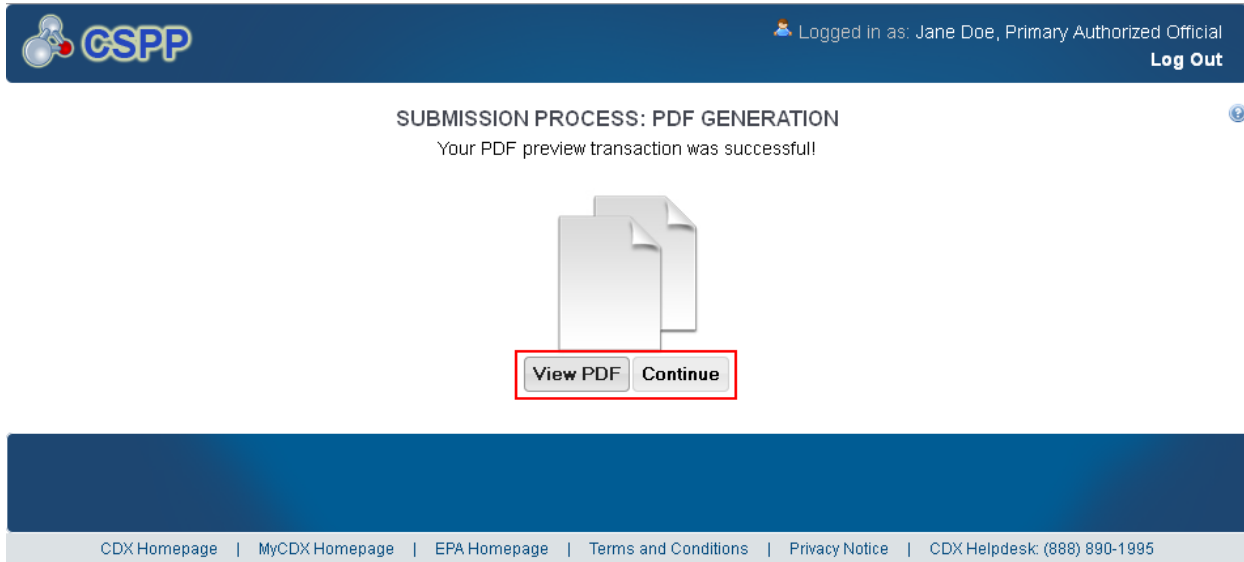 CSPP
Logged in as: Jane Doe, Primary Authorized Official
Log Out
SUBMISSION PROCESS: PDF GENERATION
Your PDF preview transaction was successful!
View PDF Continue
CDX Homepage | MyCDX Homepage | EPA Homepage | Terms and Conditions | Privacy Notice | CDX Helpdesk: (888) 890-1995